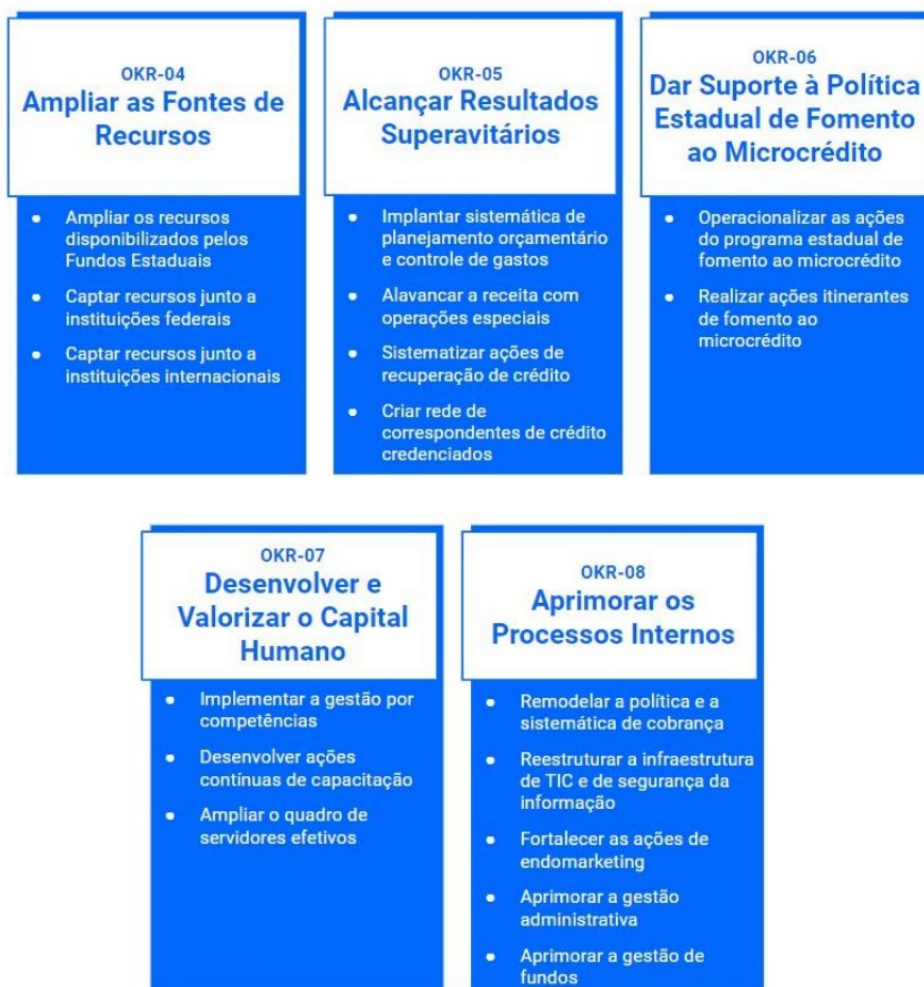 OKR-04
Ampliar as Fontes de
Recursos
• Ampliar os recursos
disponibilizados pelos
Fundos Estaduais
• Captar recursos junto a
instituições federais
• Captar recursos junto a
instituições internacionais
OKR-05
Alcançar Resultados
Superavitários
• Implantar sistemática de
planejamento orçamentário
e controle de gastos
• Alavancar a receita com
operações especiais
• Sistematizar ações de
recuperação de crédito
• Criar rede de
correspondentes de crédito
credenciados
OKR-06
Dar Suporte à Política
Estadual de Fomento
ao Microcrédito
• Operacionalizar as ações
do programa estadual de
fomento ao microcrédito
• Realizar ações itinerantes
de fomento ao
microcrédito
OKR-07
Desenvolver e
Valorizar o Capital
Humano
• Implementar a gestão por
competências
• Desenvolver ações
contínuas de capacitação
• Ampliar o quadro de
servidores efetivos
OKR-08
Aprimorar os
Processos Internos
• Remodelar a política e a
sistemática de cobrança
• Reestruturar a infraestrutura
de TIC e de segurança da
informação
• Fortalecer as ações de
endomarketing
• Aprimorar a gestão
administrativa
• Aprimorar a gestão de
fundos